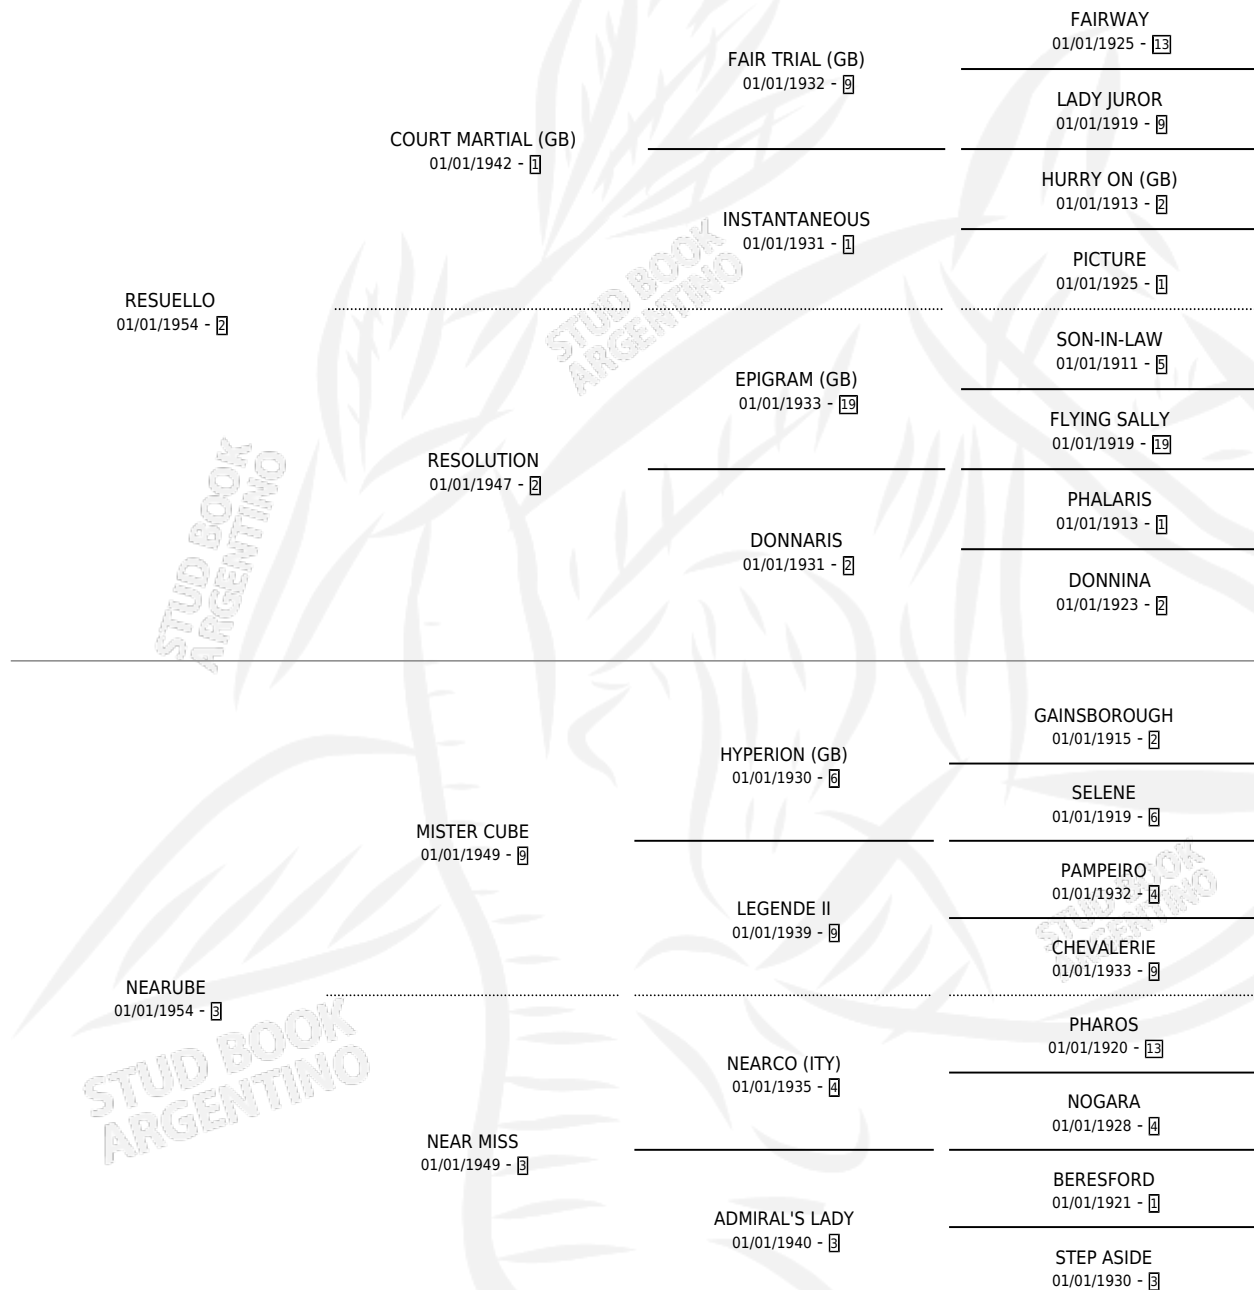 FAIRWAY
01/01/1925 - 13
FAIR TRIAL (GB)
01/01/1932 - 9
LADY JUROR
01/01/1919 - 9
COURT MARTIAL (GB)
01/01/1942 - 1
HURRY ON (GB)
01/01/1913 - 2
INSTANTANEOUS
01/01/1931 - 1
PICTURE
01/01/1925 - 1
RESUELLO
01/01/1954 - 2
SON-IN-LAW
01/01/1911 - 5
EPIGRAM (GB)
01/01/1933 - 19
FLYING SALLY
01/01/1919 - 19
RESOLUTION
01/01/1947 - 2
PHALARIS
01/01/1913 - 1
DONNARIS
01/01/1931 - 2
DONNINA
01/01/1923 - 2
GAINSBOROUGH
01/01/1915 - 2
HYPERION (GB)
01/01/1930 - 6
SELENE
01/01/1919 - 6
MISTER CUBE
01/01/1949 - 9
PAMPEIRO
01/01/1932 - 4
LEGENDE II
01/01/1939 - 9
CHEVALERIE
01/01/1933 - 9
NEARUBE
01/01/1954 - 3
PHAROS
01/01/1920 - 13
NEARCO (ITY)
01/01/1935 - 4
NOGARA
01/01/1928 - 4
NEAR MISS
01/01/1949 - 3
BERESFORD
01/01/1921 - 1
ADMIRAL'S LADY
01/01/1940 - 3
STEP ASIDE
01/01/1930 - 3
STUD BOOK
ARGENTINO
STUD BOOK
ARGENTINO
STUD BOOK
ARGENTINO
STUD BOOK
ARGENTINO